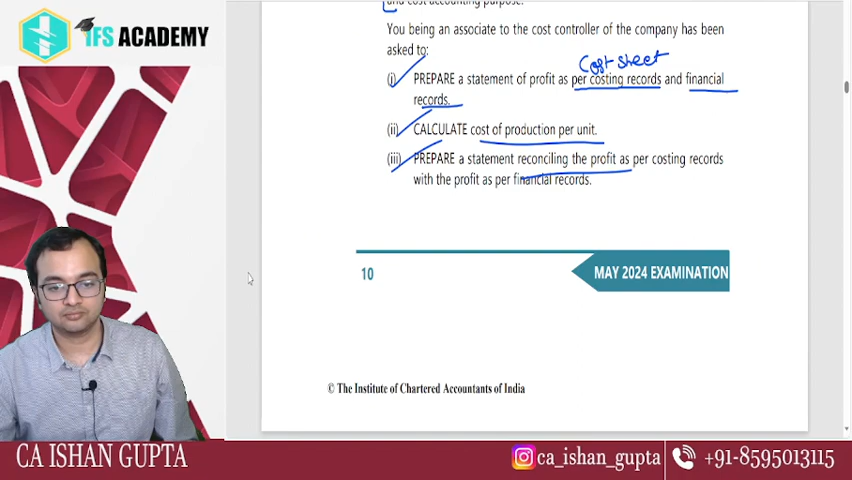 IFS ACADEMY
and cost accounting purpose.
You being an associate to the cost controller of the company has been
asked to:
Cost sheet
(i) PREPARE a statement of profit as per costing records and financial
records.
(ii) CALCULATE cost of production per unit.
(iii) PREPARE a statement reconciling the profit as per costing records
with the profit as per financial records.
10
MAY 2024 EXAMINATION
© The Institute of Chartered Accountants of India
CA ISHAN GUPTA
ca_ishan_gupta
+91-8595013115